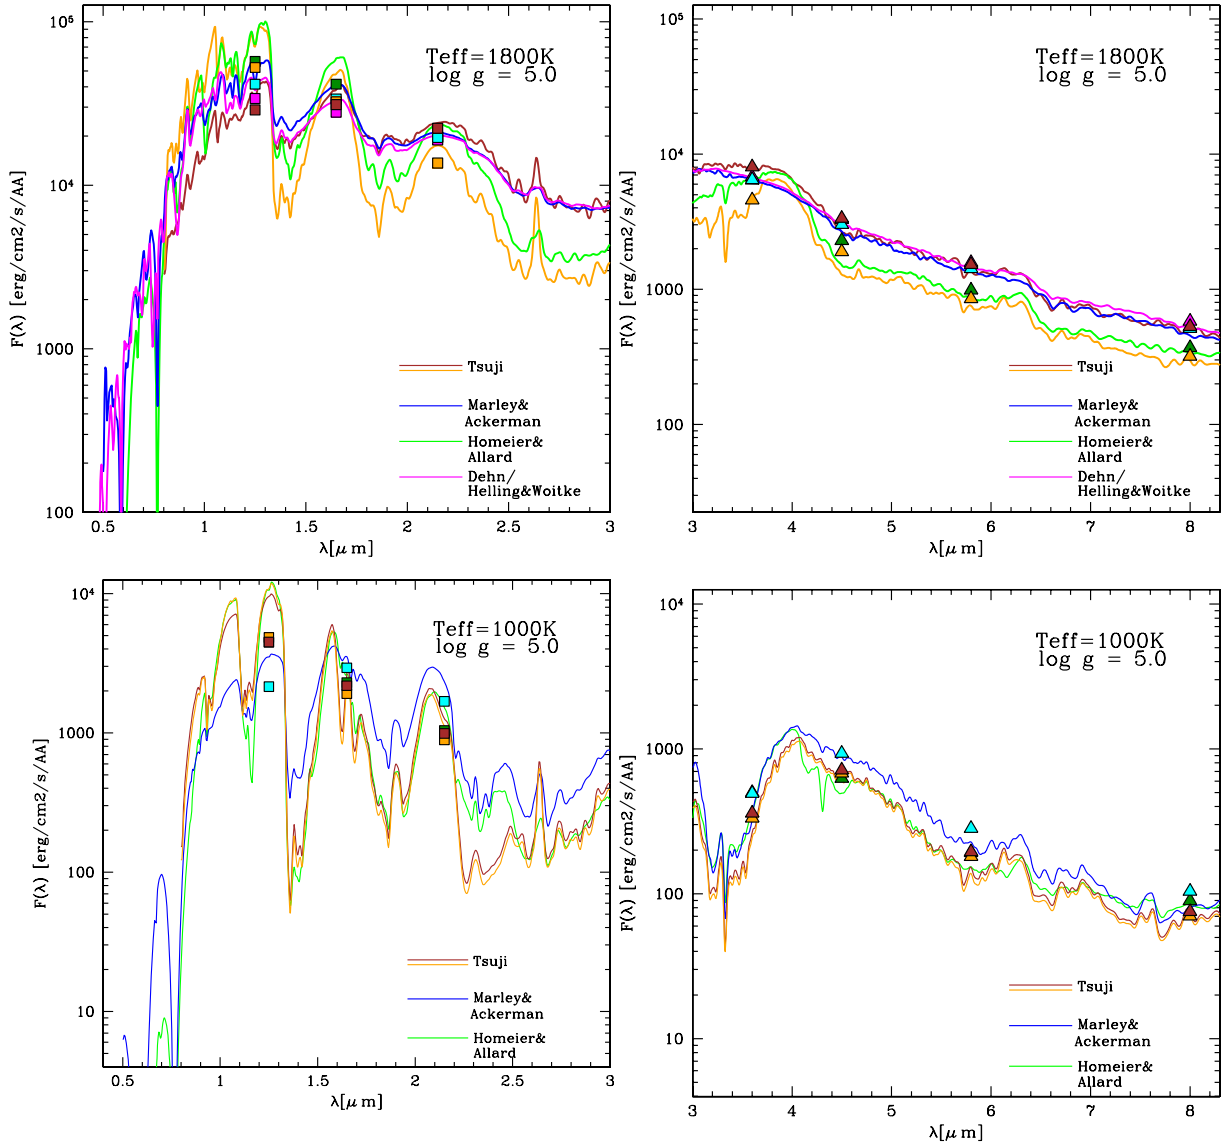 10⁵
10⁴
1000
100
F(λ) [erg/cm2/s/AA]
Teff=1800K
log g = 5.0
Tsuji
Marley&
Ackerman
Homeier&
Allard
Dehn/
Helling&Woitke
0.5 1 1.5 2 2.5 3
λ[μ m]
10⁵
10⁴
1000
100
F(λ) [erg/cm2/s/AA]
Teff=1800K
log g = 5.0
Tsuji
Marley&
Ackerman
Homeier&
Allard
Dehn/
Helling&Woitke
3 4 5 6 7 8
λ[μ m]
10⁴
1000
100
10
F(λ) [erg/cm2/s/AA]
Teff=1000K
log g = 5.0
Tsuji
Marley&
Ackerman
Homeier&
Allard
0.5 1 1.5 2 2.5 3
λ[μ m]
10⁴
1000
100
10
F(λ) [erg/cm2/s/AA]
Teff=1000K
log g = 5.0
Tsuji
Marley&
Ackerman
Homeier&
Allard
3 4 5 6 7 8
λ[μ m]